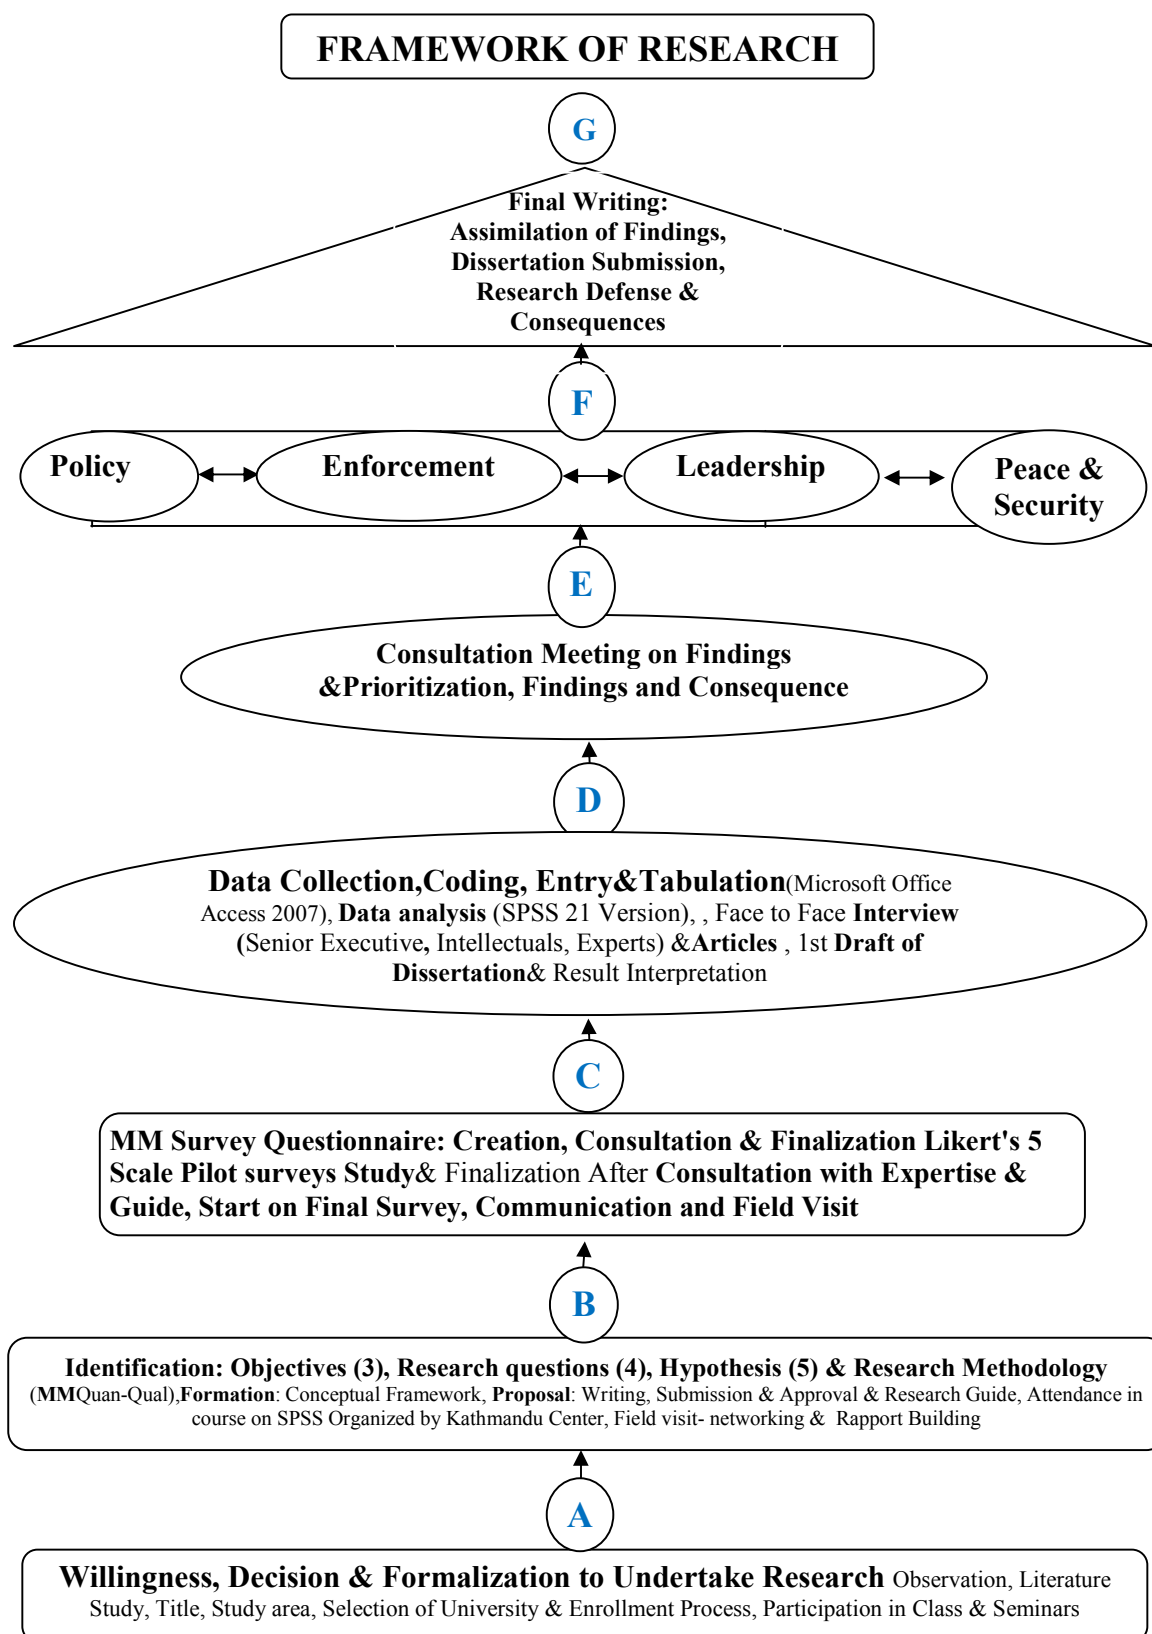 FRAMEWORK OF RESEARCH
G
Final Writing:
Assimilation of Findings,
Dissertation Submission,
Research Defense &
Consequences
F
Policy
Enforcement
Leadership
Peace &
Security
E
Consultation Meeting on Findings
&Prioritization, Findings and Consequence
D
Data Collection,Coding, Entry&Tabulation(Microsoft Office
Access 2007), Data analysis (SPSS 21 Version), , Face to Face Interview
(Senior Executive, Intellectuals, Experts) &Articles , 1st Draft of
Dissertation& Result Interpretation
C
MM Survey Questionnaire: Creation, Consultation & Finalization Likert's 5
Scale Pilot surveys Study& Finalization After Consultation with Expertise &
Guide, Start on Final Survey, Communication and Field Visit
B
Identification: Objectives (3), Research questions (4), Hypothesis (5) & Research Methodology
(MMQuan-Qual),Formation: Conceptual Framework, Proposal: Writing, Submission & Approval & Research Guide, Attendance in
course on SPSS Organized by Kathmandu Center, Field visit- networking & Rapport Building
A
Willingness, Decision & Formalization to Undertake Research Observation, Literature
Study, Title, Study area, Selection of University & Enrollment Process, Participation in Class & Seminars